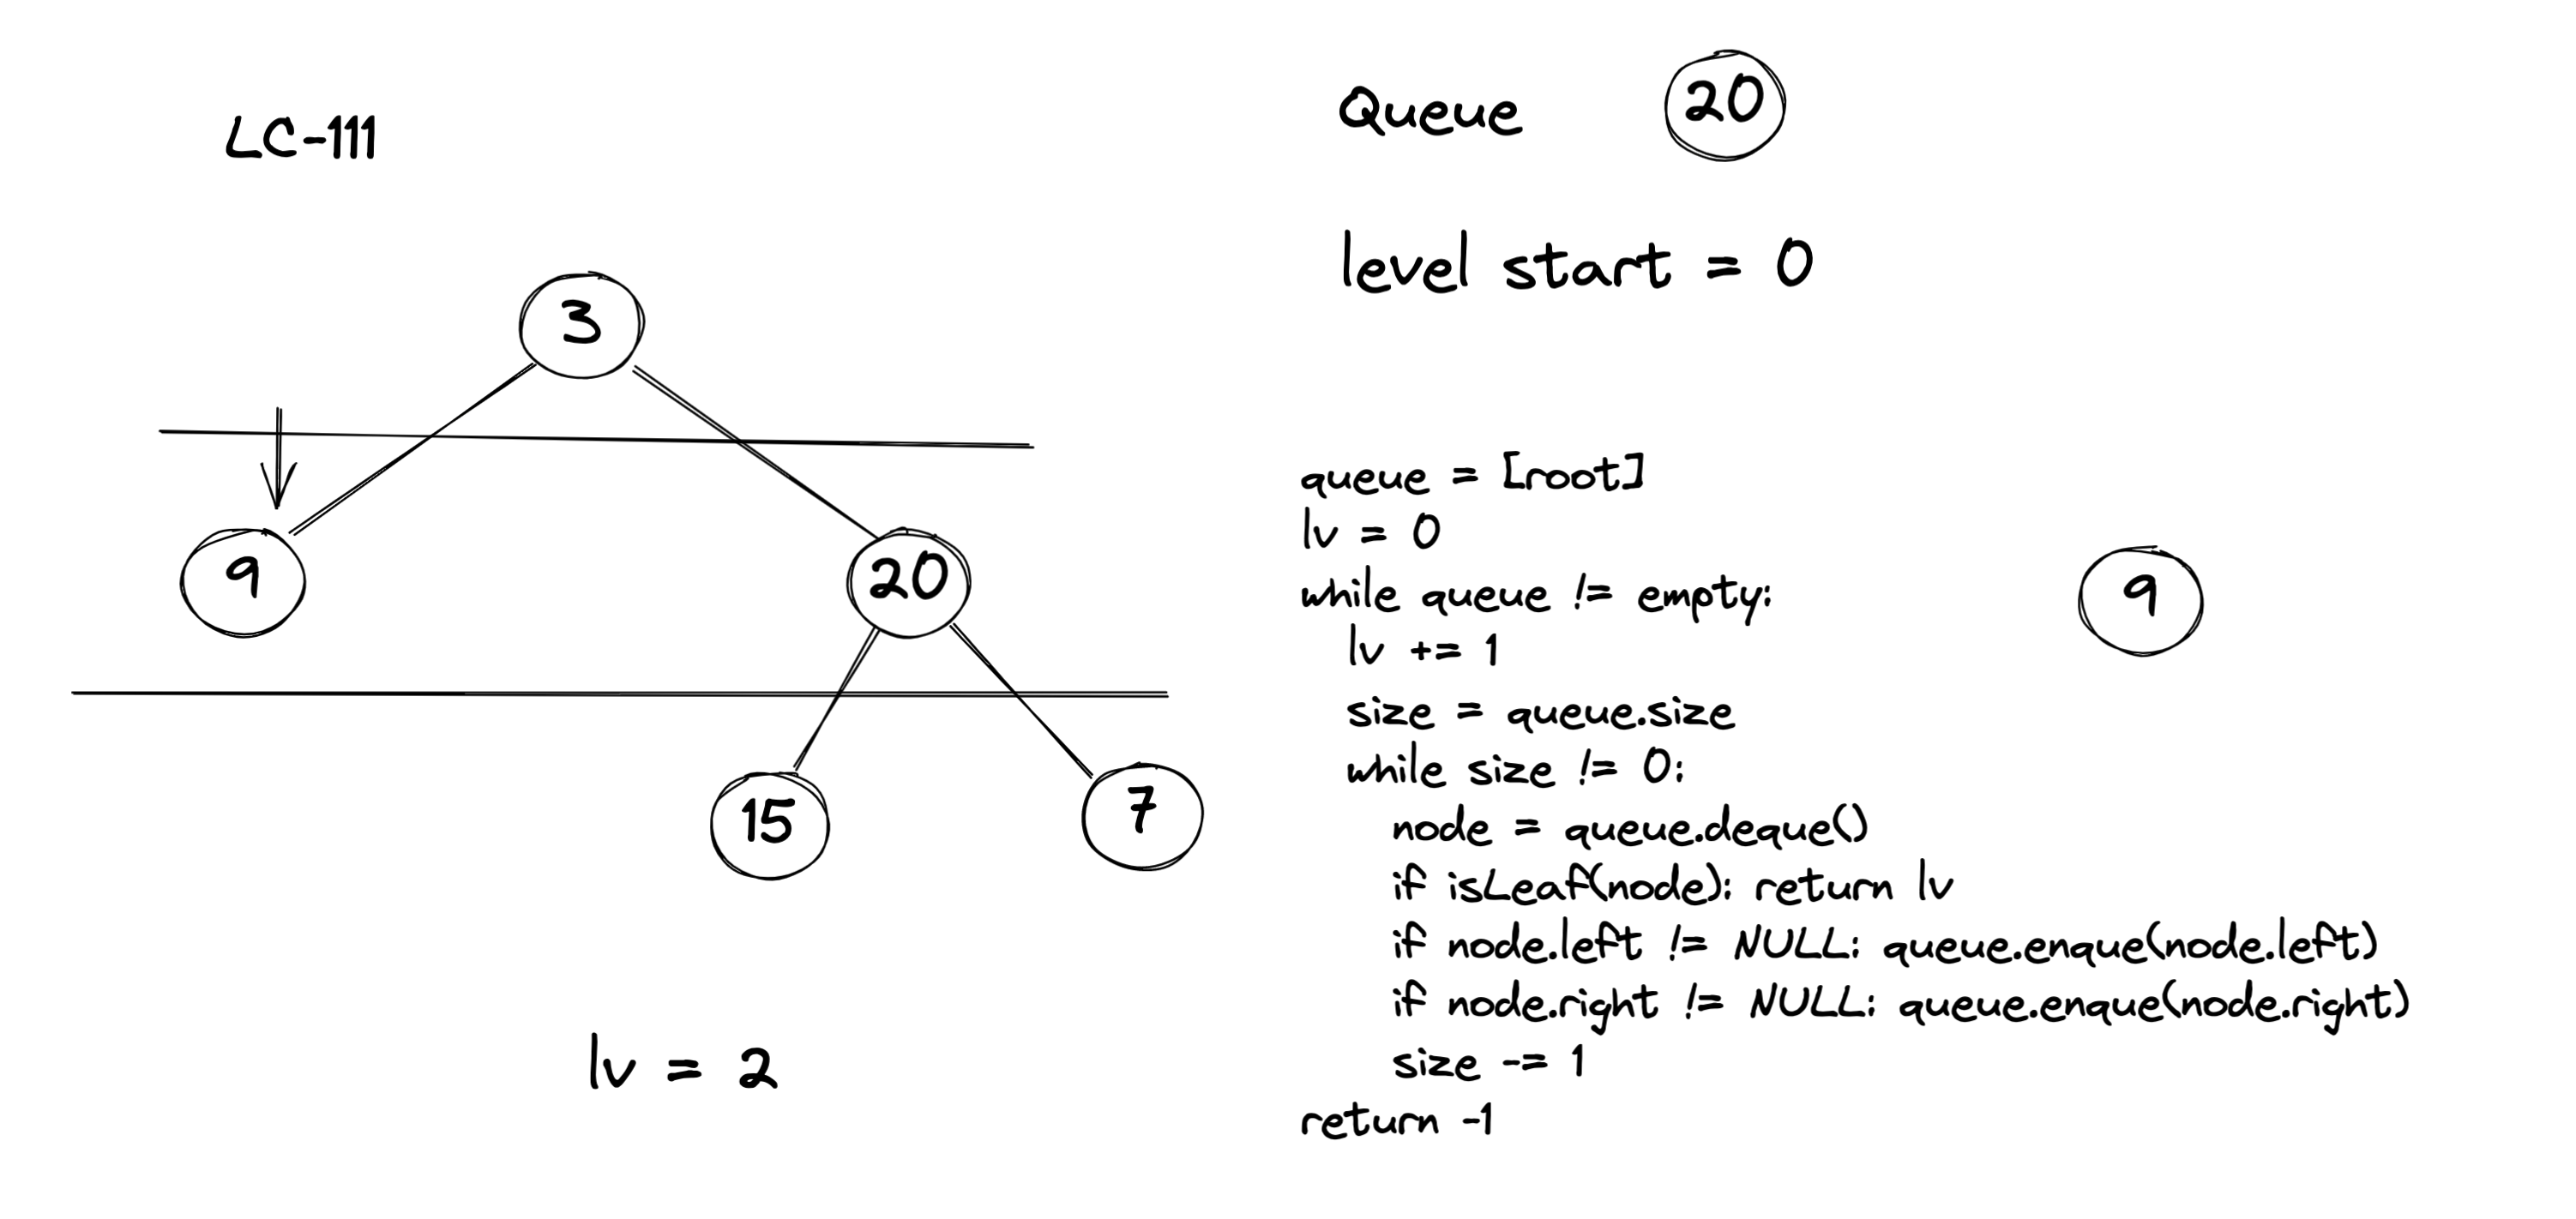 LC-111
Queue
20
level start = 0
3
9
20
15
7
lv = 2
queue = [root]
lv = 0
while queue != empty:
lv += 1
size = queue.size
while size != 0:
node = queue.deque()
if isLeaf(node): return lv
if node.left != NULL: queue.enque(node.left)
if node.right != NULL: queue.enque(node.right)
size -= 1
return -1
9